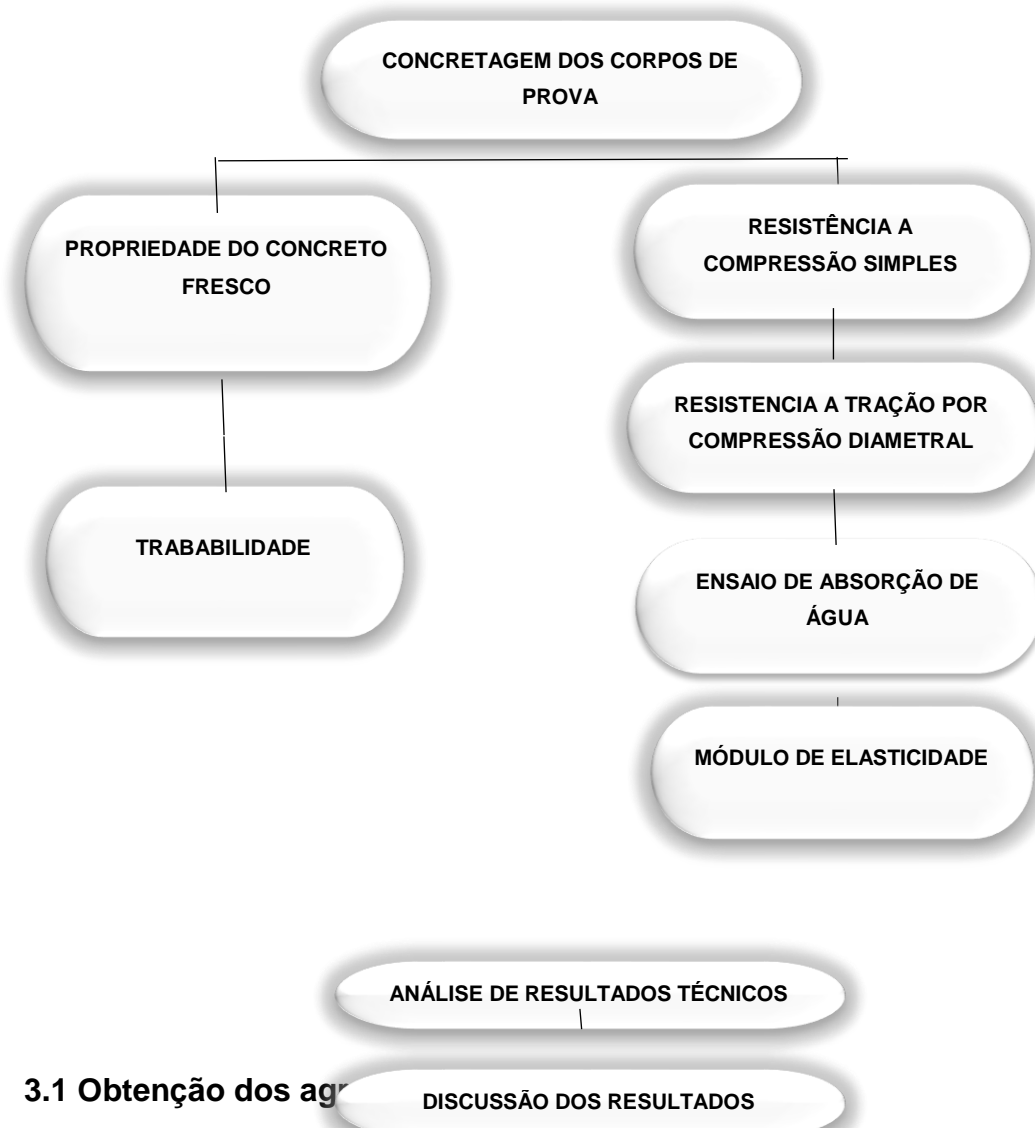 CONCRETAGEM DOS CORPOS DE
PROVA
PROPRIEDADE DO CONCRETO
FRESCO
TRABABILIDADE
RESISTÊNCIA A
COMPRESSÃO SIMPLES
RESISTENCIA A TRAÇÃO POR
COMPRESSÃO DIAMETRAL
ENSAIO DE ABSORÇÃO DE
ÁGUA
MÓDULO DE ELASTICIDADE
ANÁLISE DE RESULTADOS TÉCNICOS
3.1 Obtenção dos
DISCUSSÃO DOS RESULTADOS